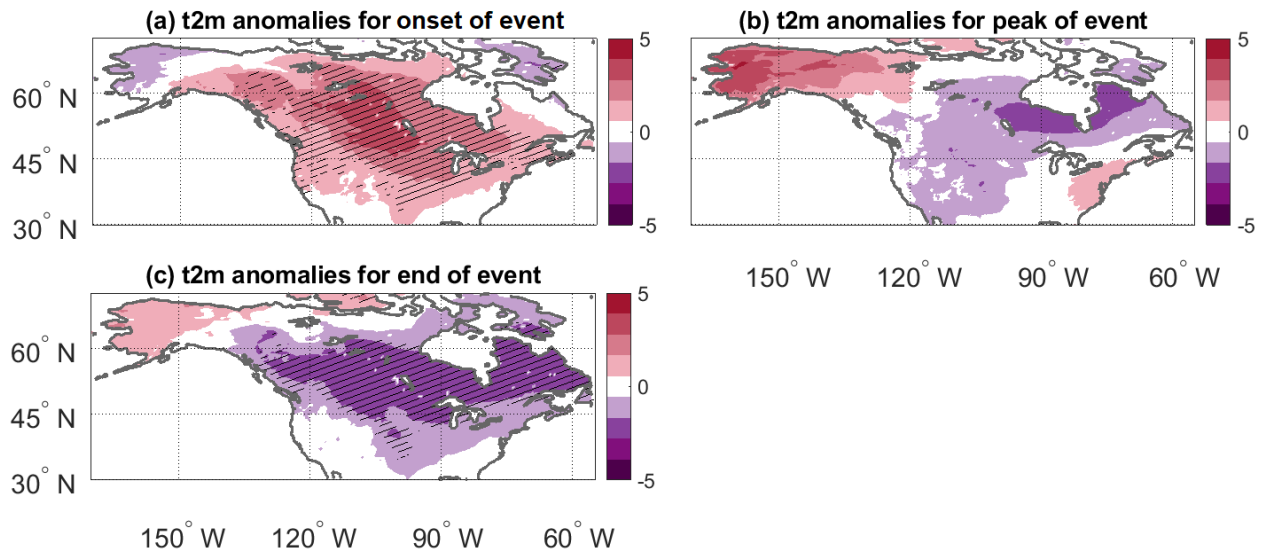 (a) t2m anomalies for onset of event
5
0
-5
60° N
45° N
30° N
(b) t2m anomalies for peak of event
5
0
-5
150° W 120° W 90° W 60° W
(c) t2m anomalies for end of event
5
0
-5
60° N
45° N
30° N
150° W 120° W 90° W 60° W